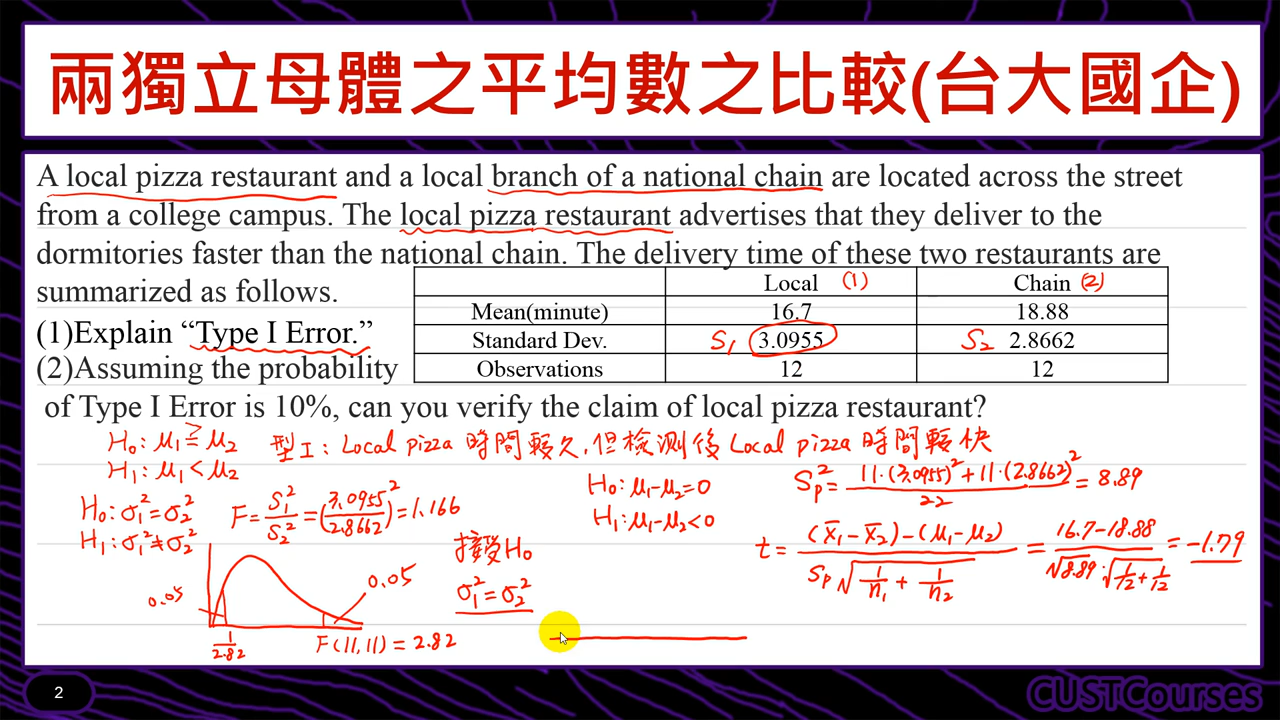 兩獨立母體之平均數之比較(台大國企)
A local pizza restaurant and a local branch of a national chain are located across the street
from a college campus. The local pizza restaurant advertises that they deliver to the
dormitories faster than the national chain. The delivery time of these two restaurants are
summarized as follows.
Local (1) Chain (2)
Mean(minute) 16.7 18.88
Standard Dev. S₁ 3.0955 S₂ 2.8662
Observations 12 12
(1)Explain “Type I Error.”
(2)Assuming the probability
of Type I Error is 10%, can you verify the claim of local pizza restaurant?
H₀: μ₁ ≧ μ₂
H₁: μ₁ < μ₂
型I: Local pizza 時間較久, 但檢測後 Local pizza 時間較快
H₀: σ₁² = σ₂²
H₁: σ₁² ≠ σ₂²
F = S₁²/S₂² = (3.0955/2.8662)² = 1.166
0.05
0.05
1/2.82
F(11,11) = 2.82
接受H₀
σ₁² = σ₂²
H₀: μ₁-μ₂=0
H₁: μ₁-μ₂<0
Sp² = 11·(3.0955)² + 11·(2.8662)² / 22 = 8.89
t = (x̄₁-x̄₂)-(μ₁-μ₂) / Sp√(1/n₁ + 1/n₂) = 16.7-18.88 / √8.89·√(1/12 + 1/12) = -1.79
2
CUSTCourses